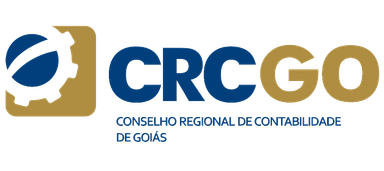 CRCGO
CONSELHO REGIONAL DE CONTABILIDADE
DE GOIÁS